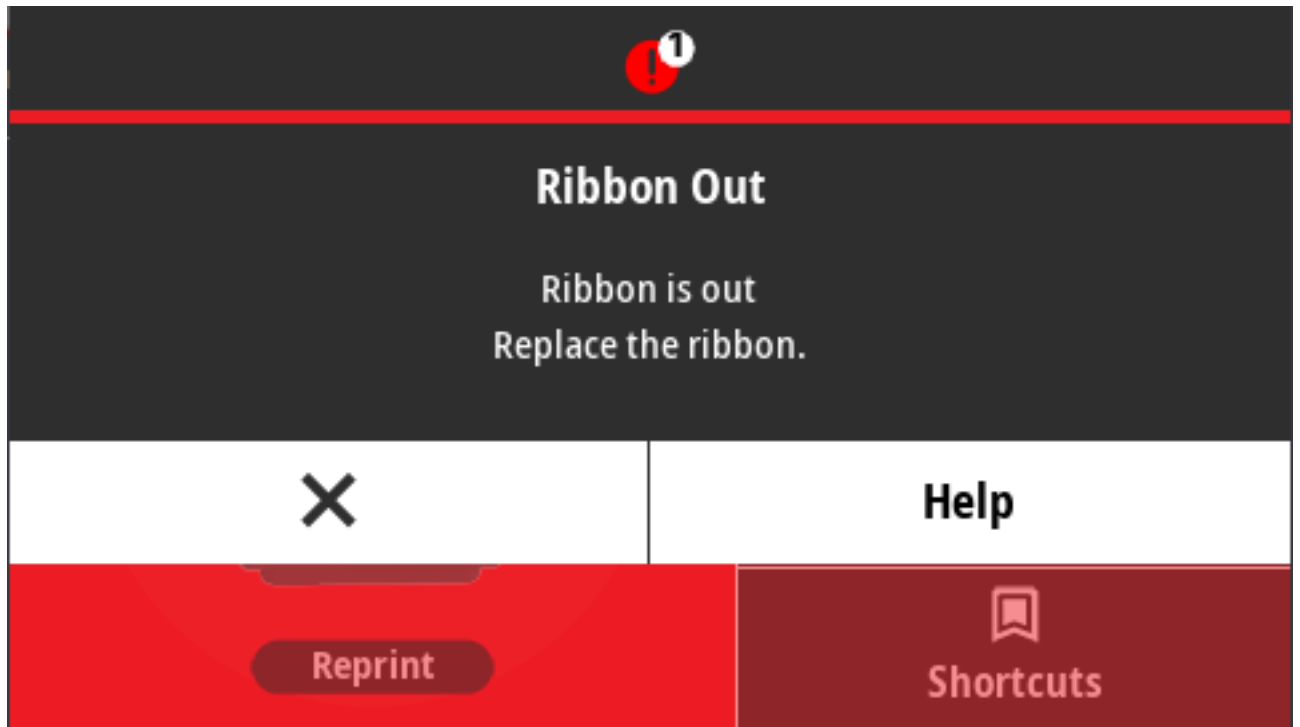 1
Ribbon Out
Ribbon is out
Replace the ribbon.
Help
Reprint
Shortcuts